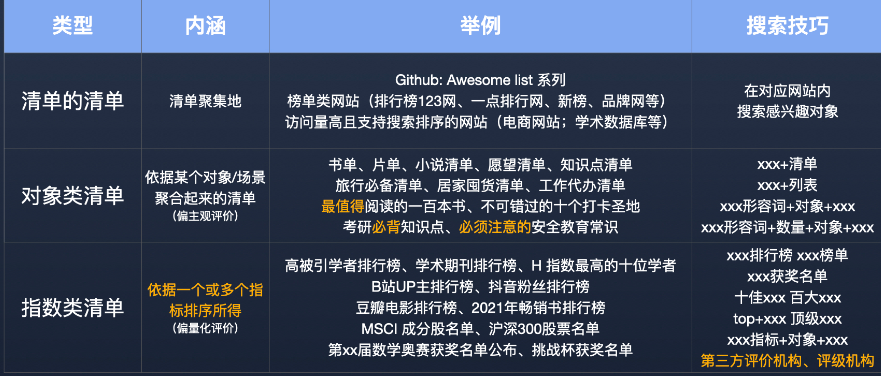 类型 内涵 举例 搜索技巧
清单的清单
清单聚集地
Github: Awesome list 系列
榜单类网站（排行榜123网、一点排行网、新榜、品牌网等）
访问量高且支持搜索排序的网站（电商网站；学术数据库等）
在对应网站内
搜索感兴趣对象
对象类清单
依据某个对象/场景
聚合起来的清单
(偏主观评价)
书单、片单、小说清单、愿望清单、知识点清单
旅行必备清单、居家囤货清单、工作代办清单
最值得阅读的一百本书、不可错过的十个打卡圣地
考研必背知识点、必须注意的安全教育常识
xxx+清单
xxx+列表
xxx形容词+对象+xxx
xxx形容词+数量+对象+xxx
指数类清单
依据一个或多个指
标排序所得
(偏量化评价)
高被引学者排行榜、学术期刊排行榜、H 指数最高的十位学者
B站UP主排行榜、抖音粉丝排行榜
豆瓣电影排行榜、2021年畅销书排行榜
MSCI 成分股名单、沪深300股票名单
第xx届数学奥赛获奖名单公布、挑战杯获奖名单
xxx排行榜 xxx榜单
xxx获奖名单
十佳xxx 百大xxx
top+xxx 顶级xxx
xxx指标+对象+xxx
第三方评价机构、评级机构